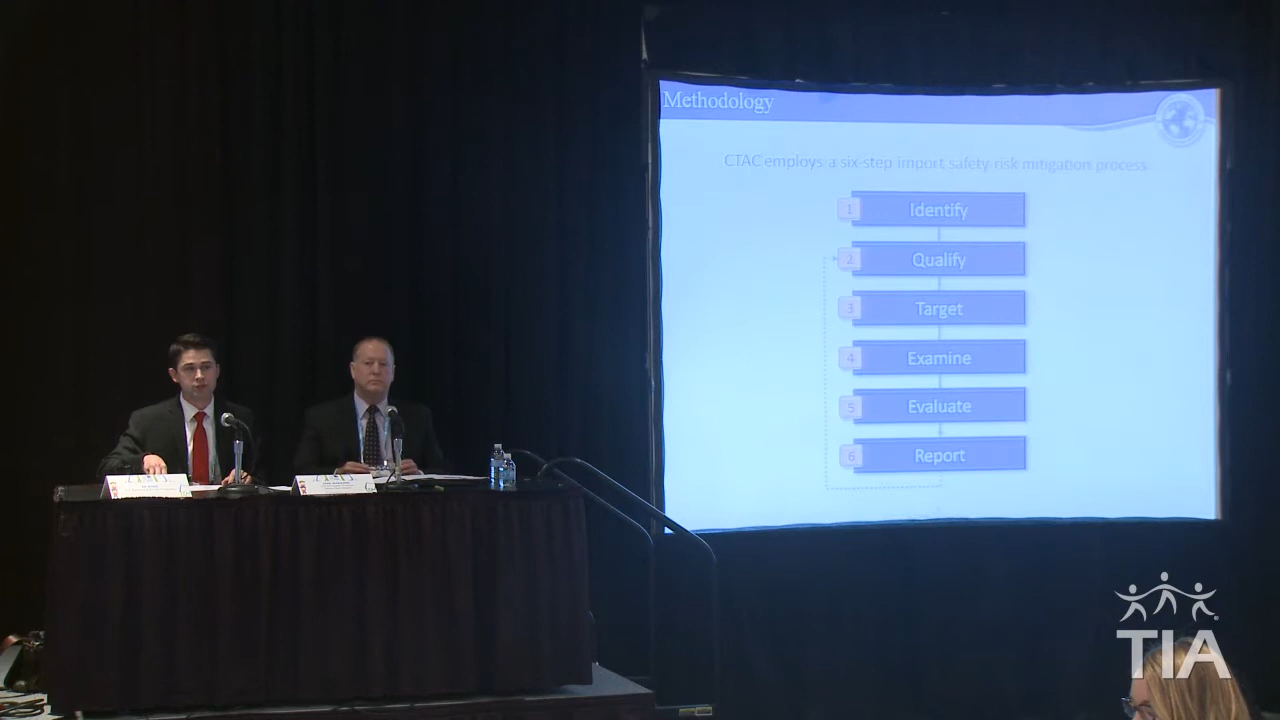 Methodology
CTAC employs a six-step import safety risk mitigation process
1 Identify
2 Qualify
3 Target
4 Examine
5 Evaluate
6 Report
TIA